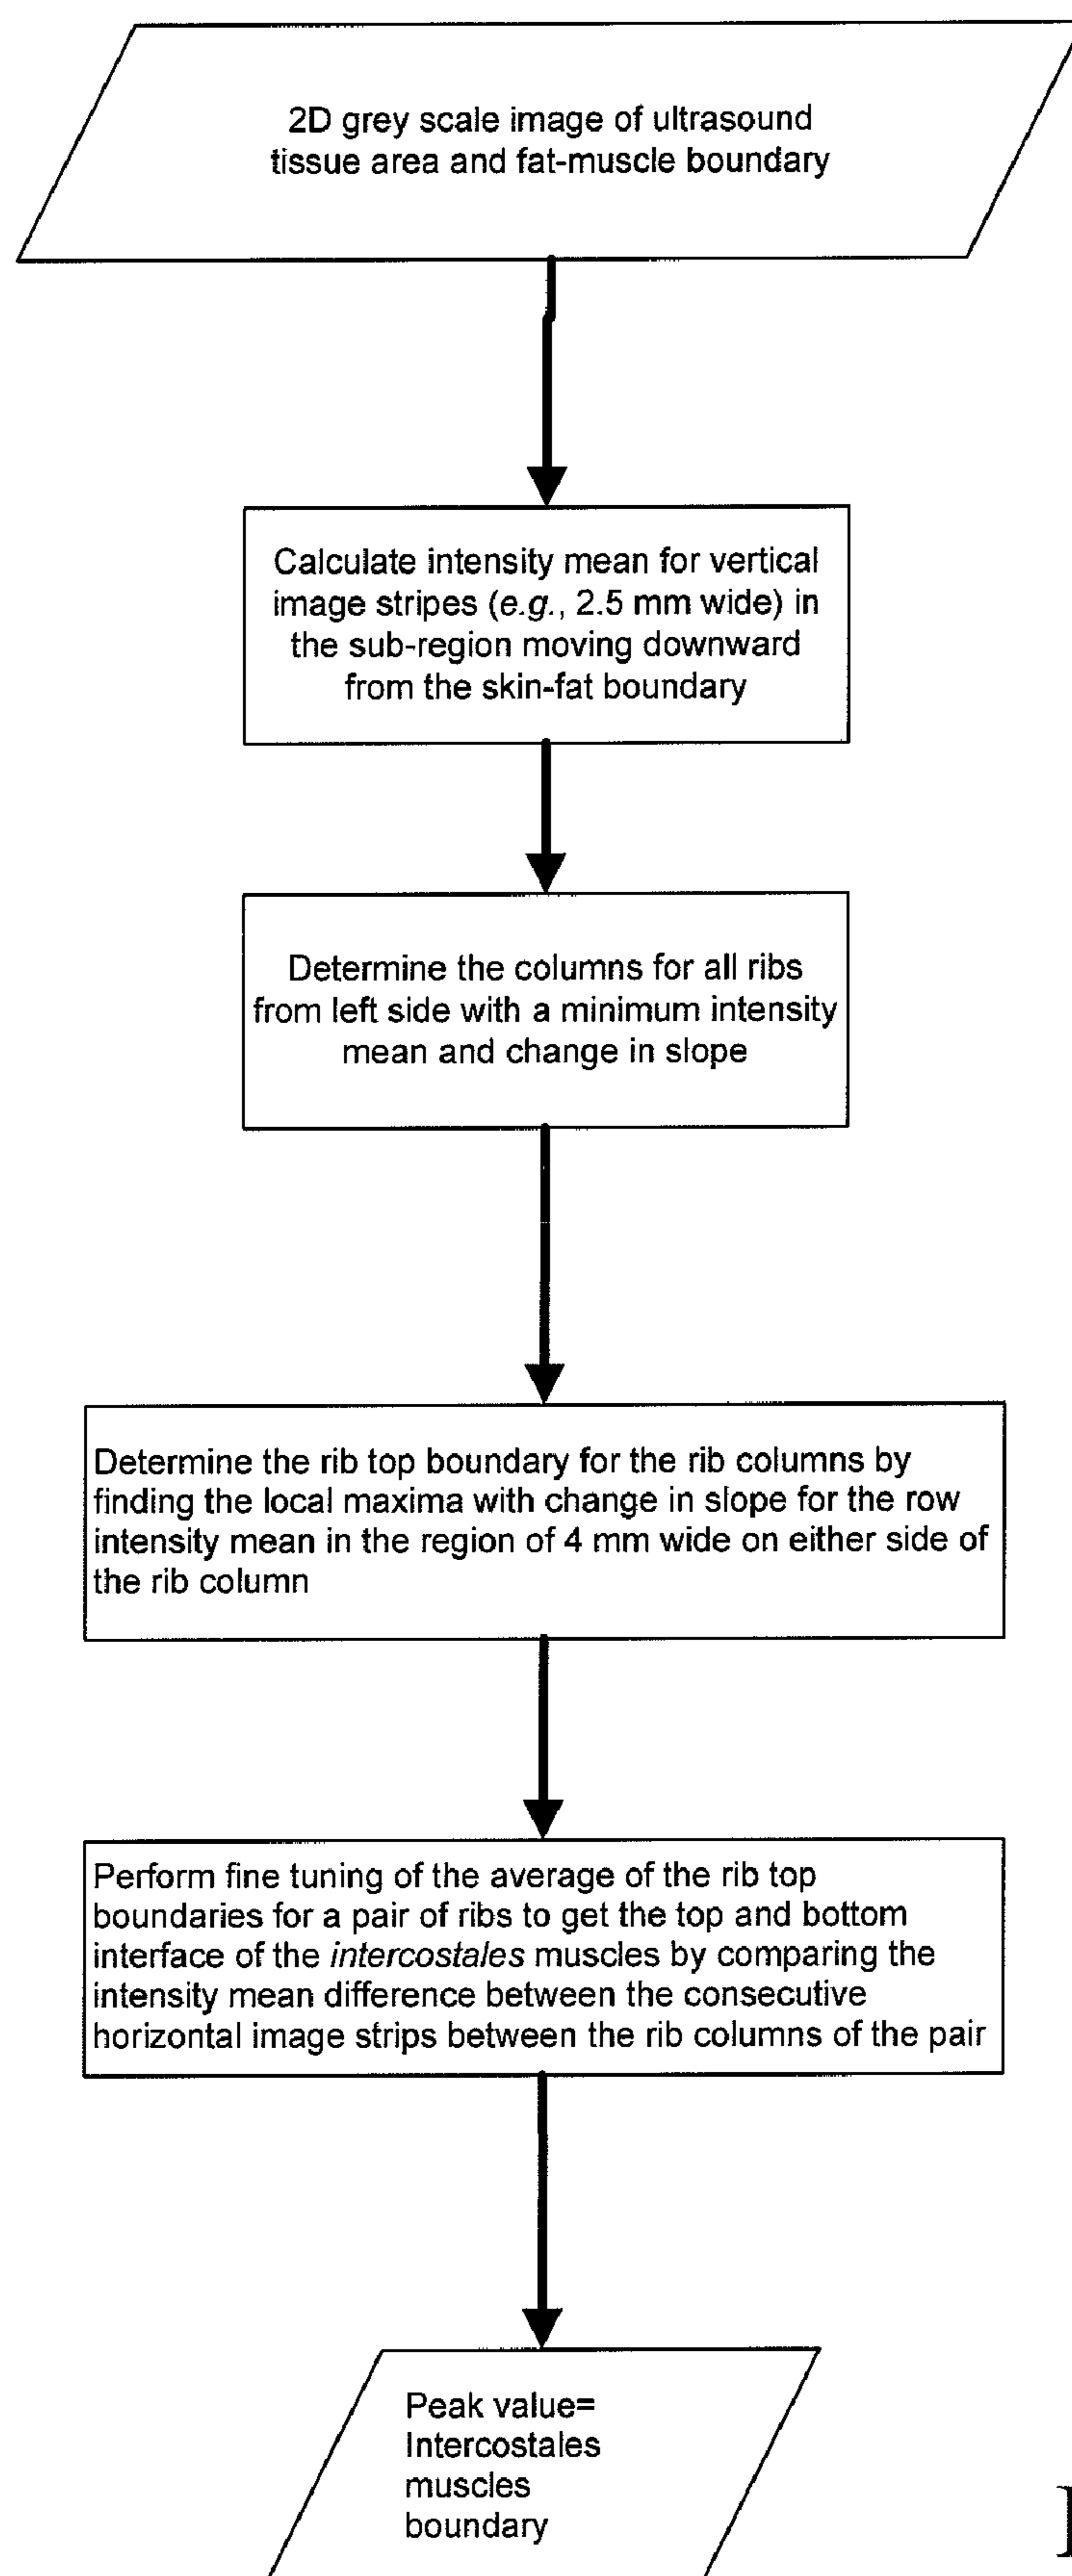 2D grey scale image of ultrasound
tissue area and fat-muscle boundary
Calculate intensity mean for vertical
image stripes (e.g., 2.5 mm wide) in
the sub-region moving downward
from the skin-fat boundary
Determine the columns for all ribs
from left side with a minimum intensity
mean and change in slope
Determine the rib top boundary for the rib columns by
finding the local maxima with change in slope for the row
intensity mean in the region of 4 mm wide on either side of
the rib column
Perform fine tuning of the average of the rib top
boundaries for a pair of ribs to get the top and bottom
interface of the intercostales muscles by comparing the
intensity mean difference between the consecutive
horizontal image strips between the rib columns of the pair
Peak value=
Intercostales
muscles
boundary